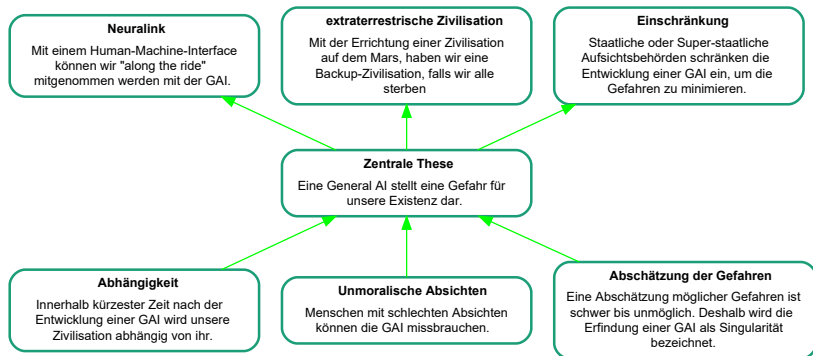 Neuralink
Mit einem Human-Machine-Interface
können wir "along the ride"
mitgenommen werden mit der GAI.
extraterrestrische Zivilisation
Mit der Errichtung einer Zivilisation
auf dem Mars, haben wir eine
Backup-Zivilisation, falls wir alle
sterben
Einschränkung
Staatliche oder Super-staatliche
Aufsichtsbehörden schränken die
Entwicklung einer GAI ein, um die
Gefahren zu minimieren.
Zentrale These
Eine General AI stellt eine Gefahr für
unsere Existenz dar.
Abhängigkeit
Innerhalb kürzester Zeit nach der
Entwicklung einer GAI wird unsere
Zivilisation abhängig von ihr.
Unmoralische Absichten
Menschen mit schlechten Absichten
können die GAI missbrauchen.
Abschätzung der Gefahren
Eine Abschätzung möglicher Gefahren ist
schwer bis unmöglich. Deshalb wird die
Erfindung einer GAI als Singularität
bezeichnet.